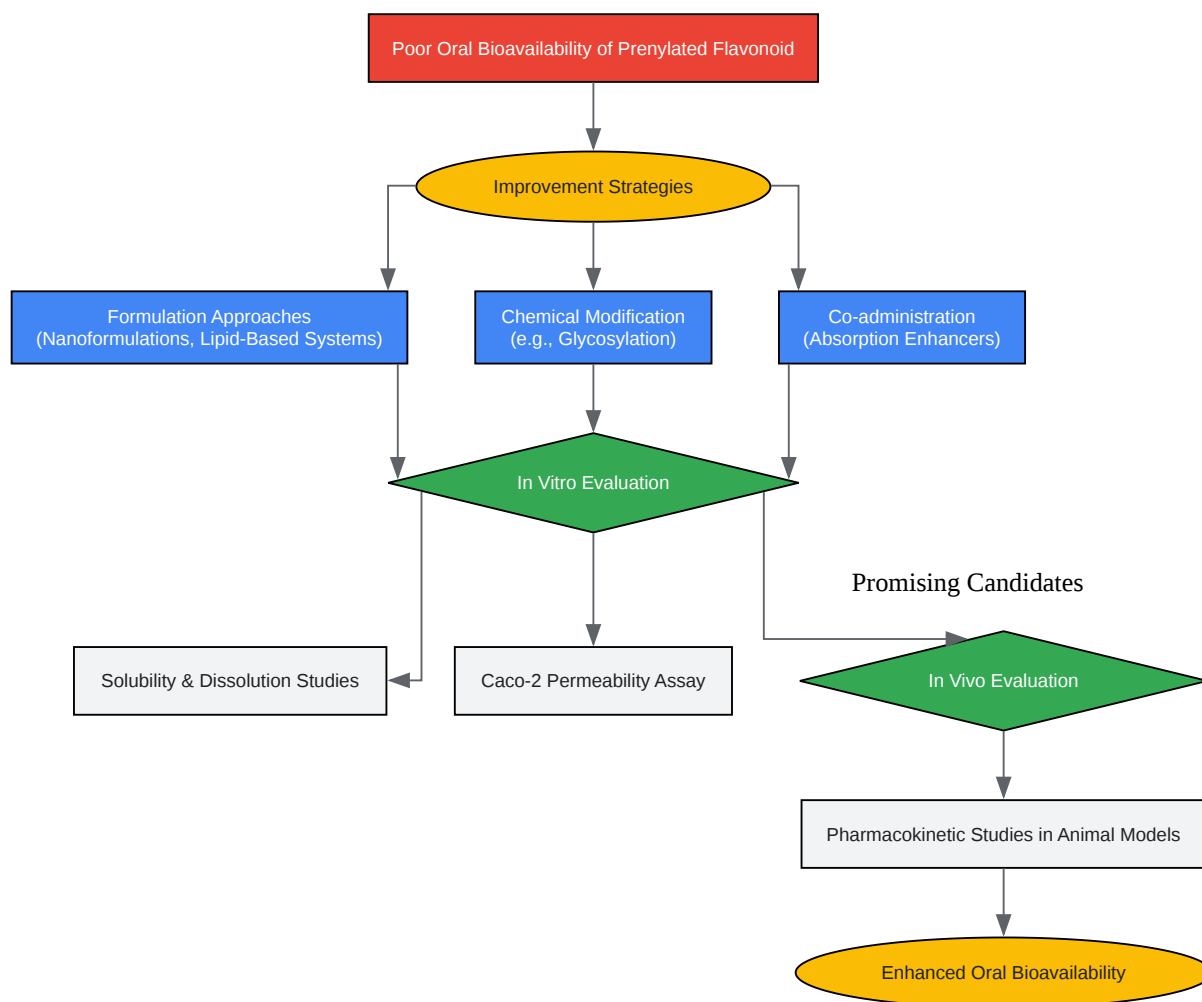 Poor Oral Bioavailability of Prenylated Flavonoid
Improvement Strategies
Formulation Approaches
(Nanoformulations, Lipid-Based Systems)
Chemical Modification
(e.g., Glycosylation)
Co-administration
(Absorption Enhancers)
In Vitro Evaluation
Promising Candidates
Solubility & Dissolution Studies
Caco-2 Permeability Assay
In Vivo Evaluation
Pharmacokinetic Studies in Animal Models
Enhanced Oral Bioavailability